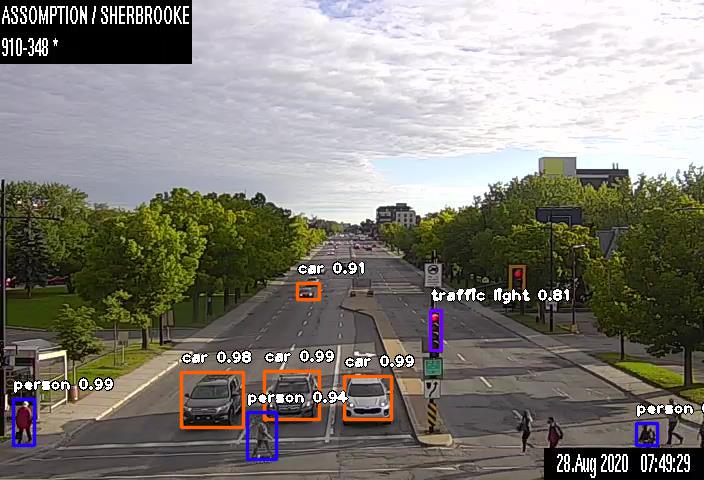 ASSOMPTION / SHERBROOKE
910-348 *
car 0.91
traffic light 0.81
car 0.98
car 0.99
car 0.99
person 0.99
person 0.94
person
28.Aug 2020 07:49:29